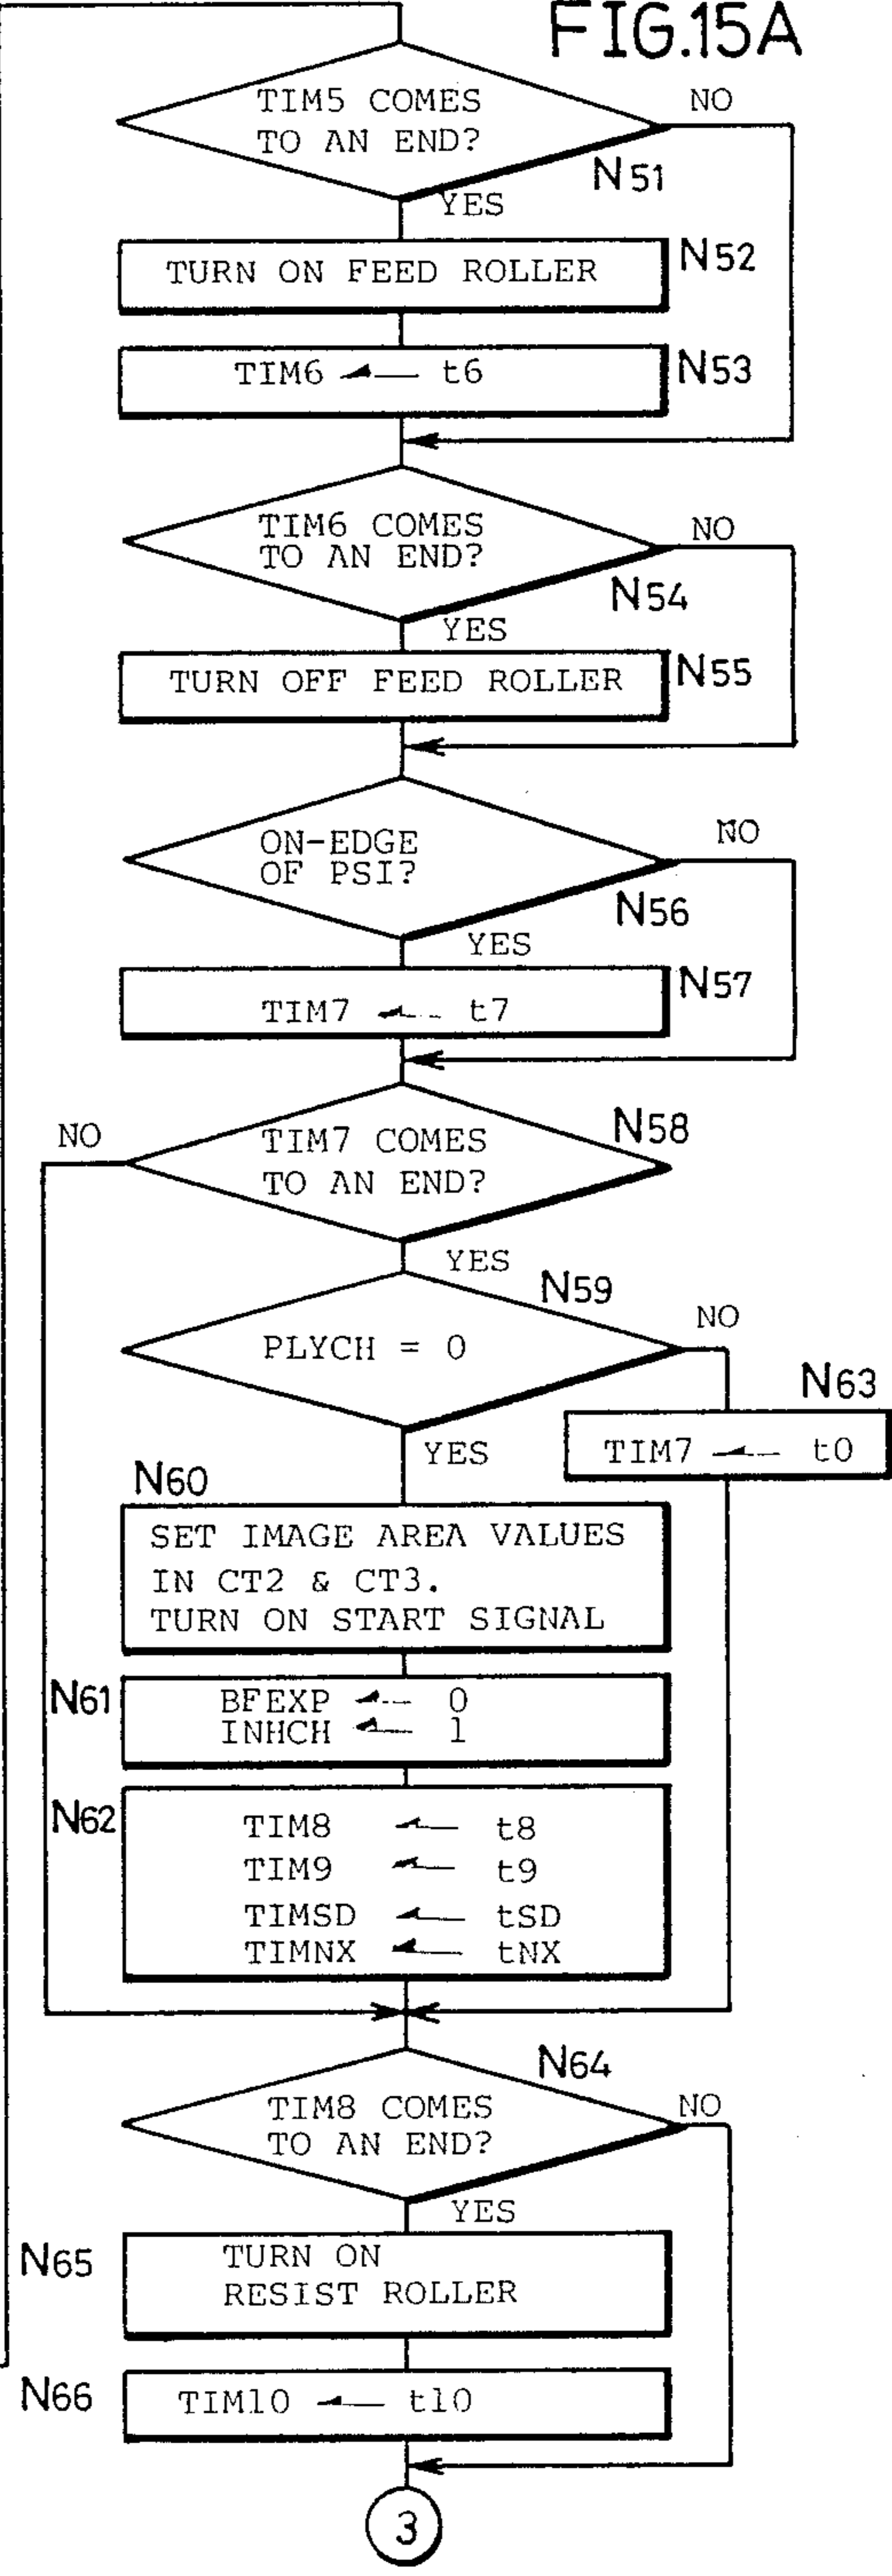 FIG.15A
TIM5 COMES
TO AN END?
NO
N51
YES
TURN ON FEED ROLLER
N52
TIM6 ← t6
N53
TIM6 COMES
TO AN END?
NO
N54
YES
TURN OFF FEED ROLLER
N55
ON-EDGE
OF PSI?
NO
N56
YES
TIM7 ← t7
N57
NO
TIM7 COMES
TO AN END?
N58
YES
N59
PLYCH = 0
NO
N63
TIM7 ← t0
YES
N60
SET IMAGE AREA VALUES
IN CT2 & CT3.
TURN ON START SIGNAL
N61
BFEXP ← 0
INHCH ← 1
N62
TIM8 ← t8
TIM9 ← t9
TIMSD ← tSD
TIMNX ← tNX
N64
TIM8 COMES
TO AN END?
NO
YES
N65
TURN ON
RESIST ROLLER
N66
TIM10 ← t10
3